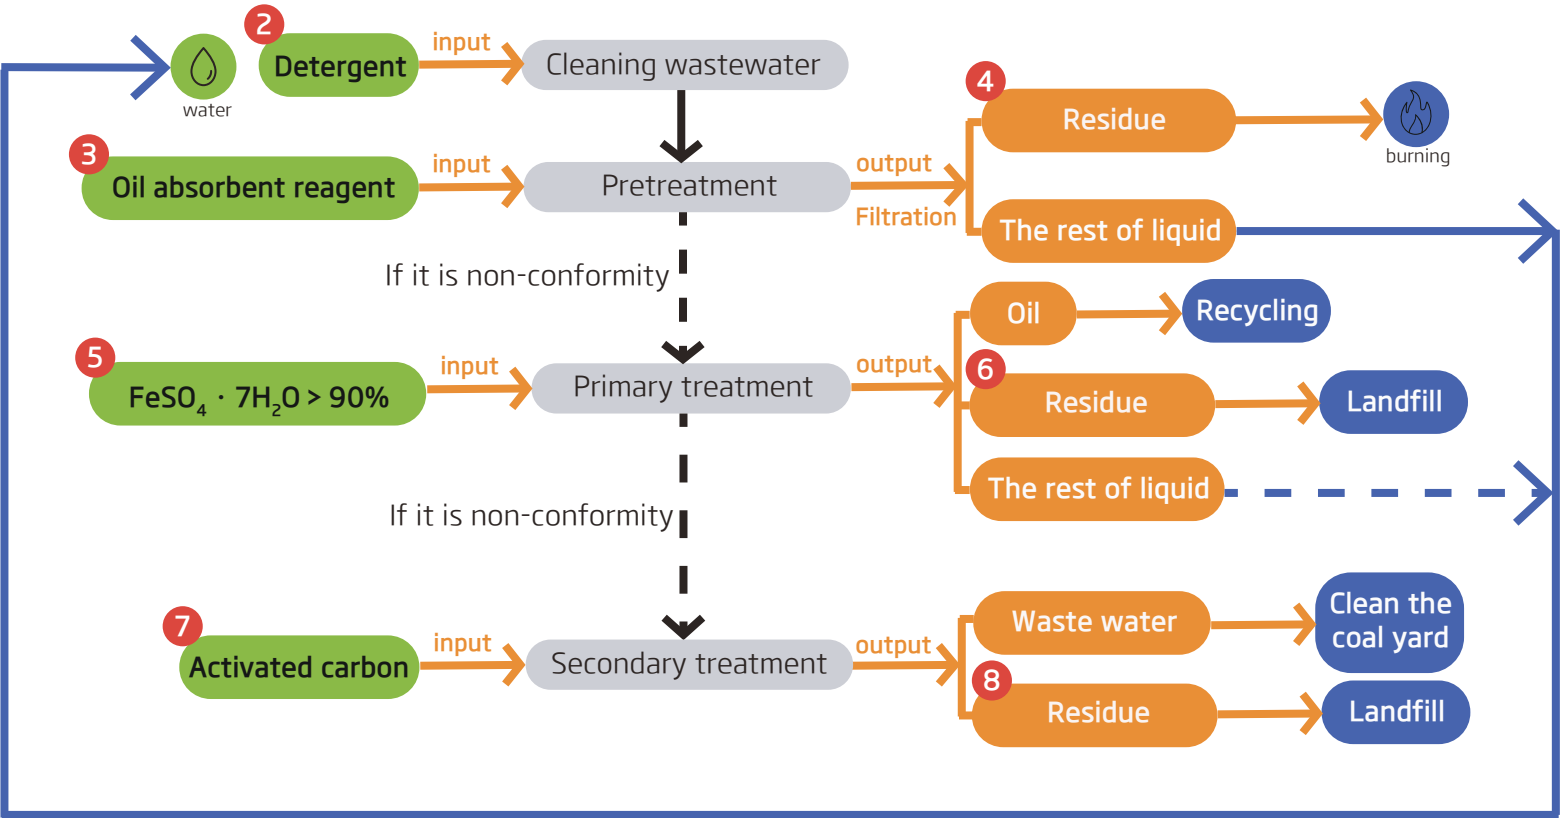 2
Detergent
input
Cleaning wastewater
water
3
Oil absorbent reagent
input
Pretreatment
output
Filtration
4
Residue
burning
The rest of liquid
If it is non-conformity
5
FeSO₄ · 7H₂O > 90%
input
Primary treatment
output
Oil
Recycling
6
Residue
Landfill
The rest of liquid
If it is non-conformity
7
Activated carbon
input
Secondary treatment
output
Waste water
Clean the
coal yard
8
Residue
Landfill